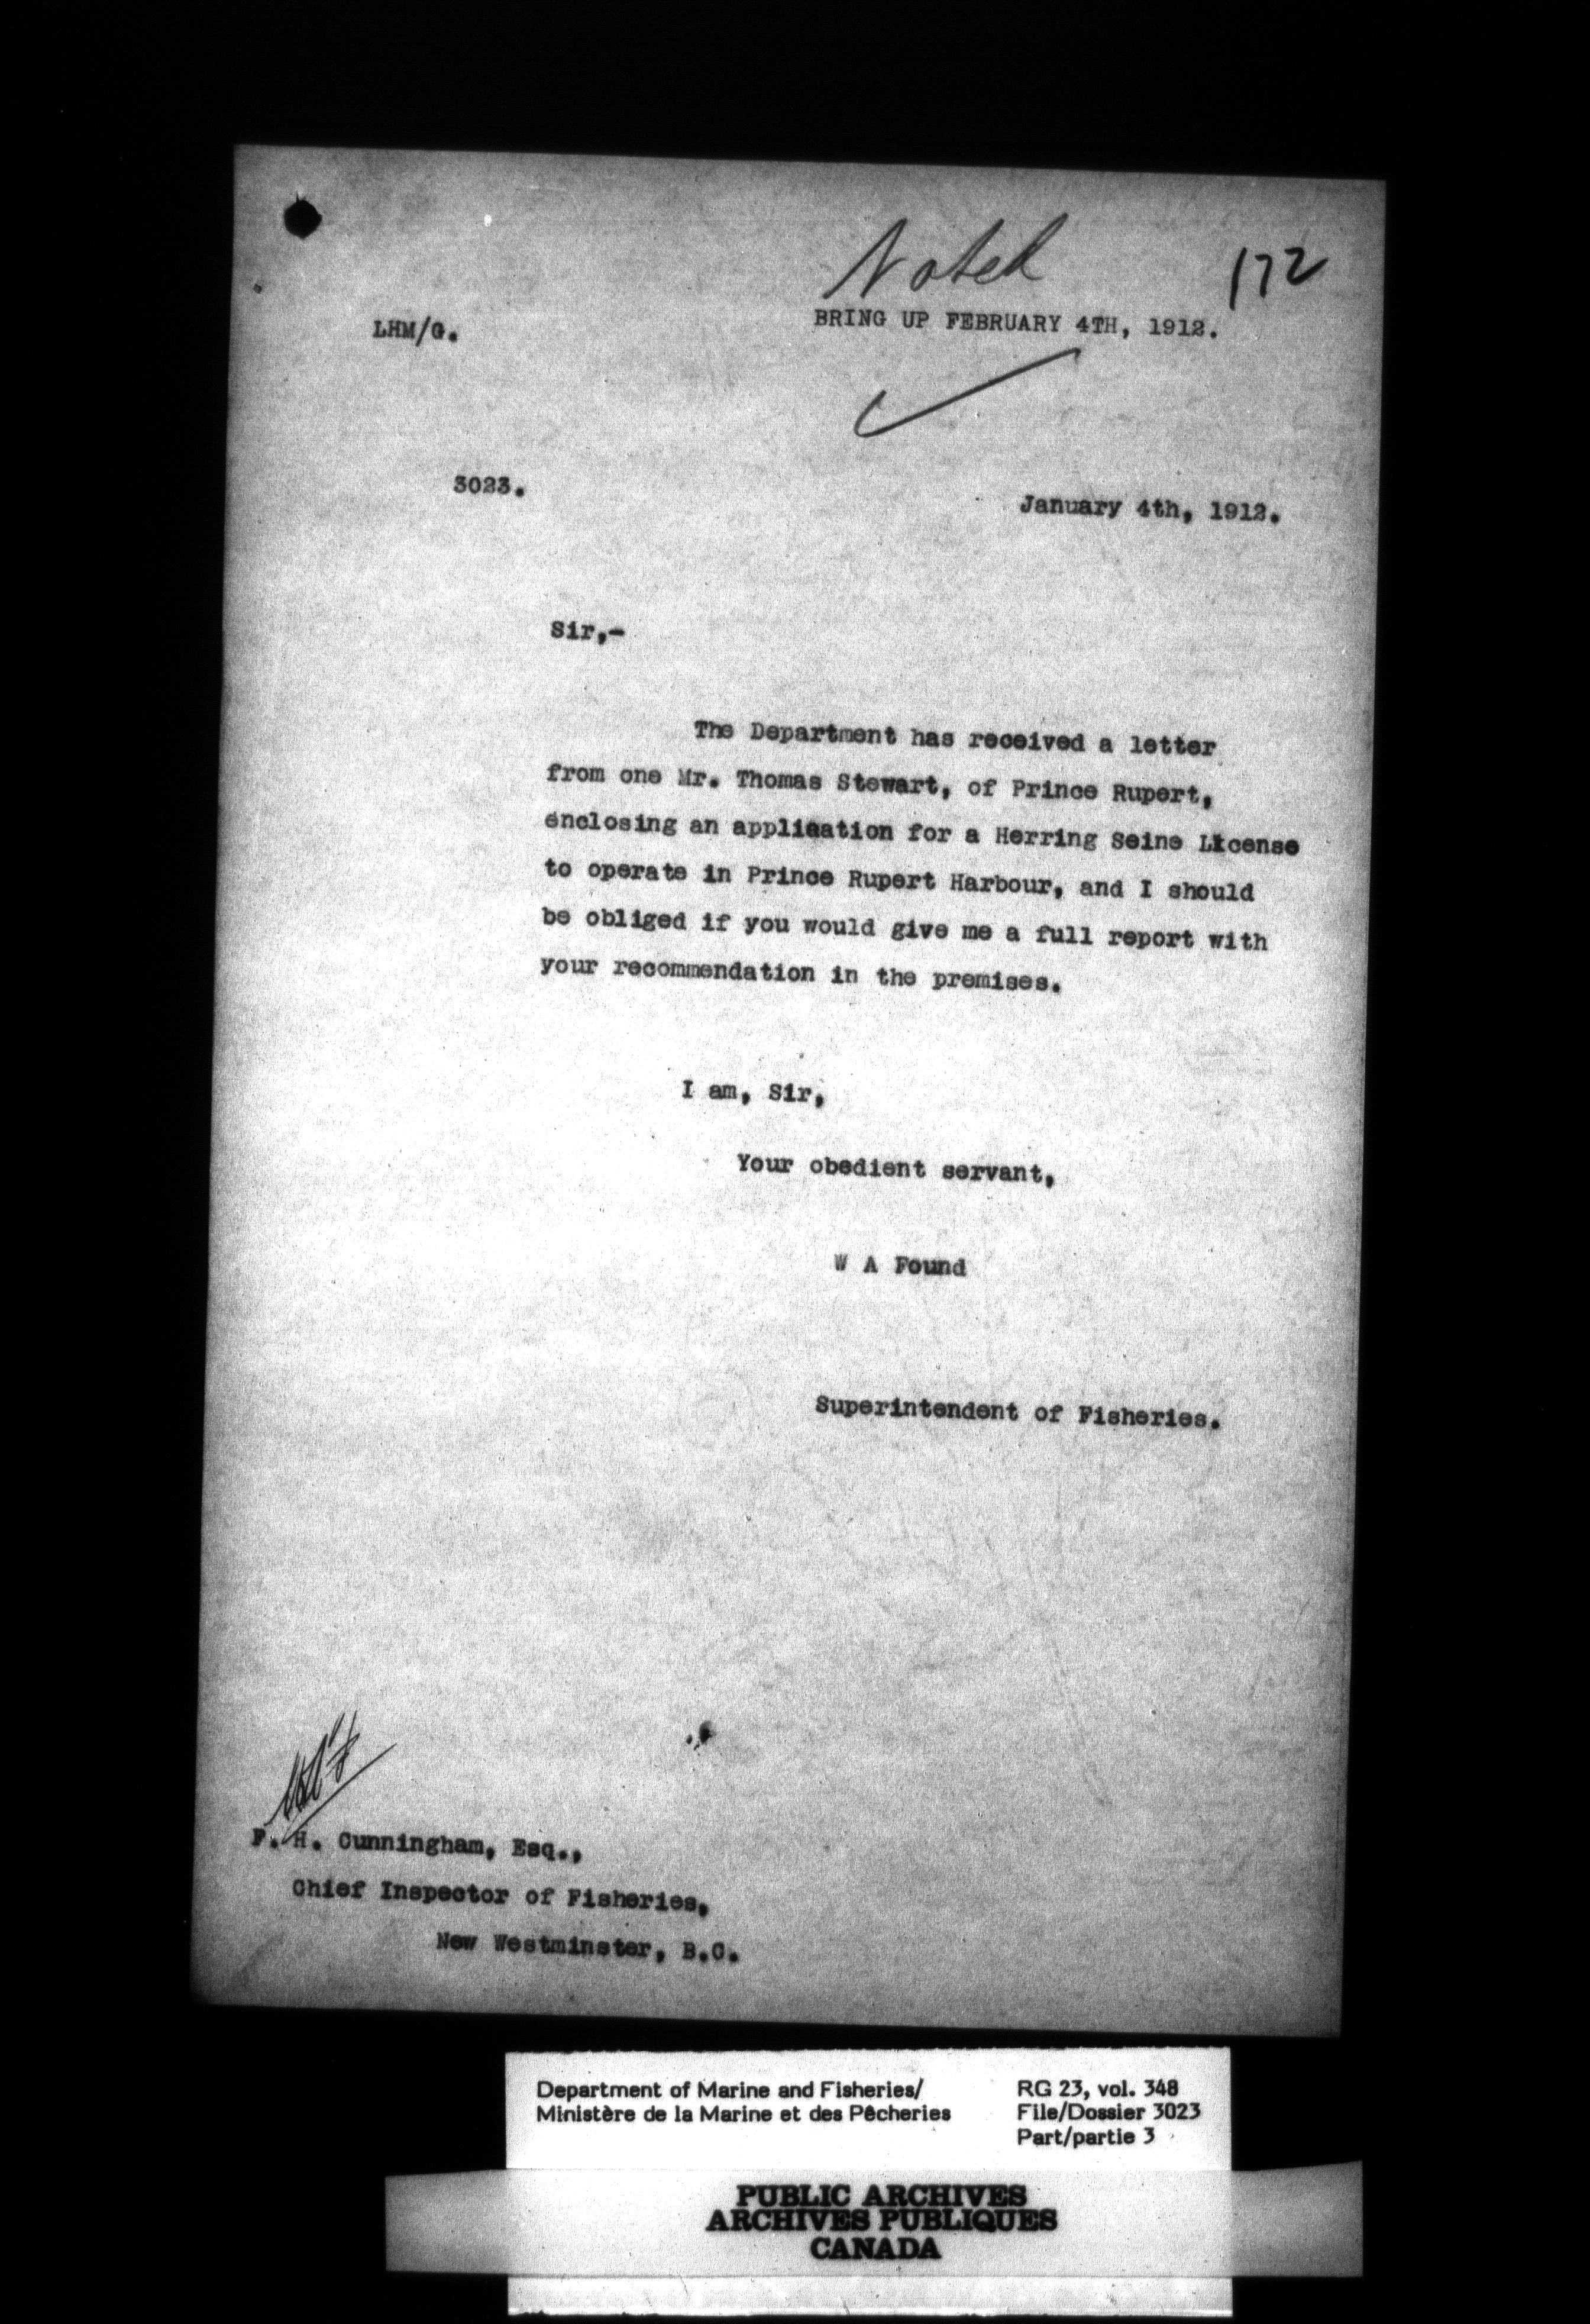 Noted
172
LHM/G.
BRING UP FEBRUARY 4TH, 1912.
3023.
January 4th, 1912.
Sir,-
The Department has received a letter
from one Mr. Thomas Stewart, of Prince Rupert,
enclosing an application for a Herring Seine License
to operate in Prince Rupert Harbour, and I should
be obliged if you would give me a full report with
your recommendation in the premises.
I am, Sir,
Your obedient servant,
W A Found
Superintendent of Fisheries.
F. H. Cunningham, Esq.,
Chief Inspector of Fisheries,
New Westminster, B.C.
Department of Marine and Fisheries/
Ministère de la Marine et des Pêcheries
RG 23, vol. 348
File/Dossier 3023
Part/partie 3
PUBLIC ARCHIVES
ARCHIVES PUBLIQUES
CANADA